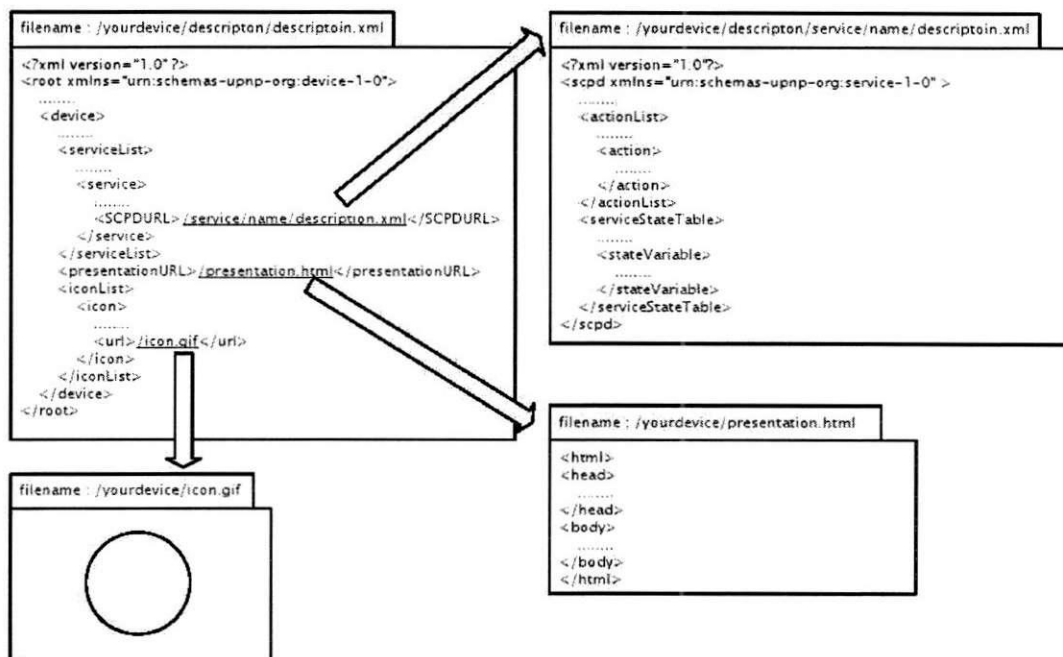 filename : /yourdevice/descripton/descriptoin.xml
<?xml version="1.0"?>
<root xmlns="urn:schemas-upnp-org:device-1-0">
........
<device>
........
<serviceList>
........
<service>
........
<SCPDURL>/service/name/description.xml</SCPDURL>
</service>
</serviceList>
<presentationURL>/presentation.html</presentationURL>
<iconList>
<icon>
........
<url>/icon.gif</url>
</icon>
</iconList>
</device>
</root>
filename : /yourdevice/description/service/name/descriptoin.xml
<?xml version="1.0"?>
<scpd xmlns="urn:schemas-upnp-org:service-1-0" >
........
<actionList>
........
<action>
........
</action>
</actionList>
<serviceStateTable>
........
<stateVariable>
........
</stateVariable>
</serviceStateTable>
</scpd>
filename : /yourdevice/presentation.html
<html>
<head>
........
</head>
<body>
........
</body>
</html>
filename : /yourdevice/icon.gif